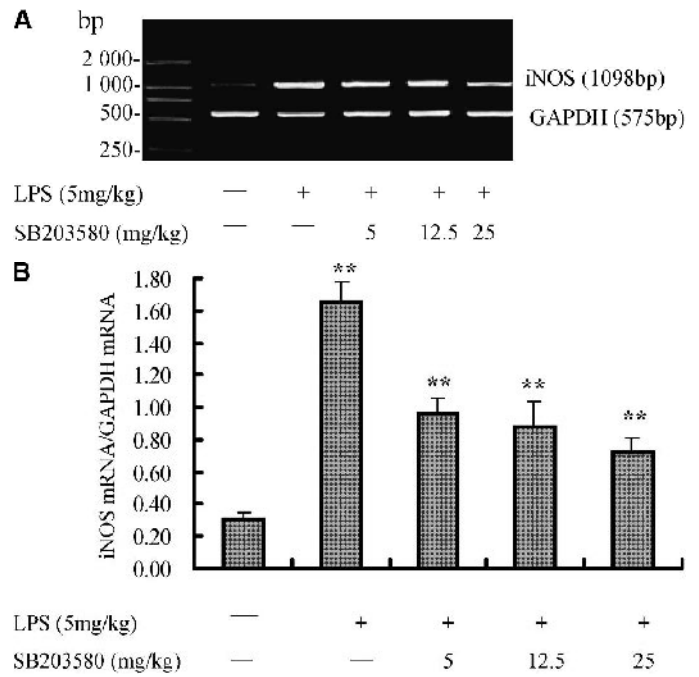 A bp
2 000-
1 000-
500-
250-
iNOS (1098bp)
GAPDH (575bp)
LPS (5mg/kg) — + + + +
SB203580 (mg/kg) — — 5 12.5 25
B
iNOS mRNA/GAPDH mRNA
1.80
1.60
1.40
1.20
1.00
0.80
0.60
0.40
0.20
0.00
**
**
**
**
LPS (5mg/kg) — + + + +
SB203580 (mg/kg) — — 5 12.5 25